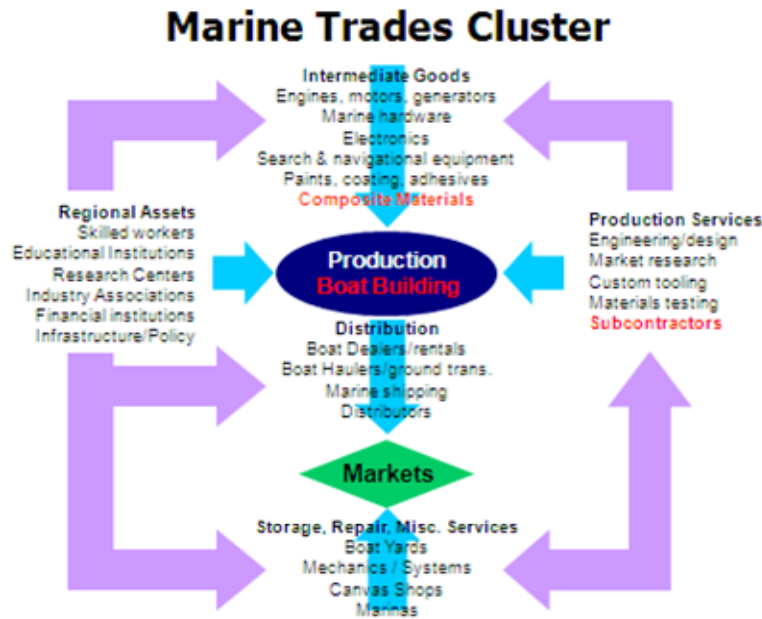 Marine Trades Cluster
Intermediate Goods
Engines, motors, generators
Marine hardware
Electronics
Search & navigational equipment
Paints, coating, adhesives
Composite Materials
Regional Assets
Skilled workers
Educational Institutions
Research Centers
Industry Associations
Financial institutions
Infrastructure/Policy
Production
Boat Building
Production Services
Engineering/design
Market research
Custom tooling
Materials testing
Subcontractors
Distribution
Boat Dealers/rentals
Boat Haulers/ground trans.
Marine shipping
Distributors
Markets
Storage, Repair, Misc. Services
Boat Yards
Mechanics / Systems
Canvas Shops
Marinas